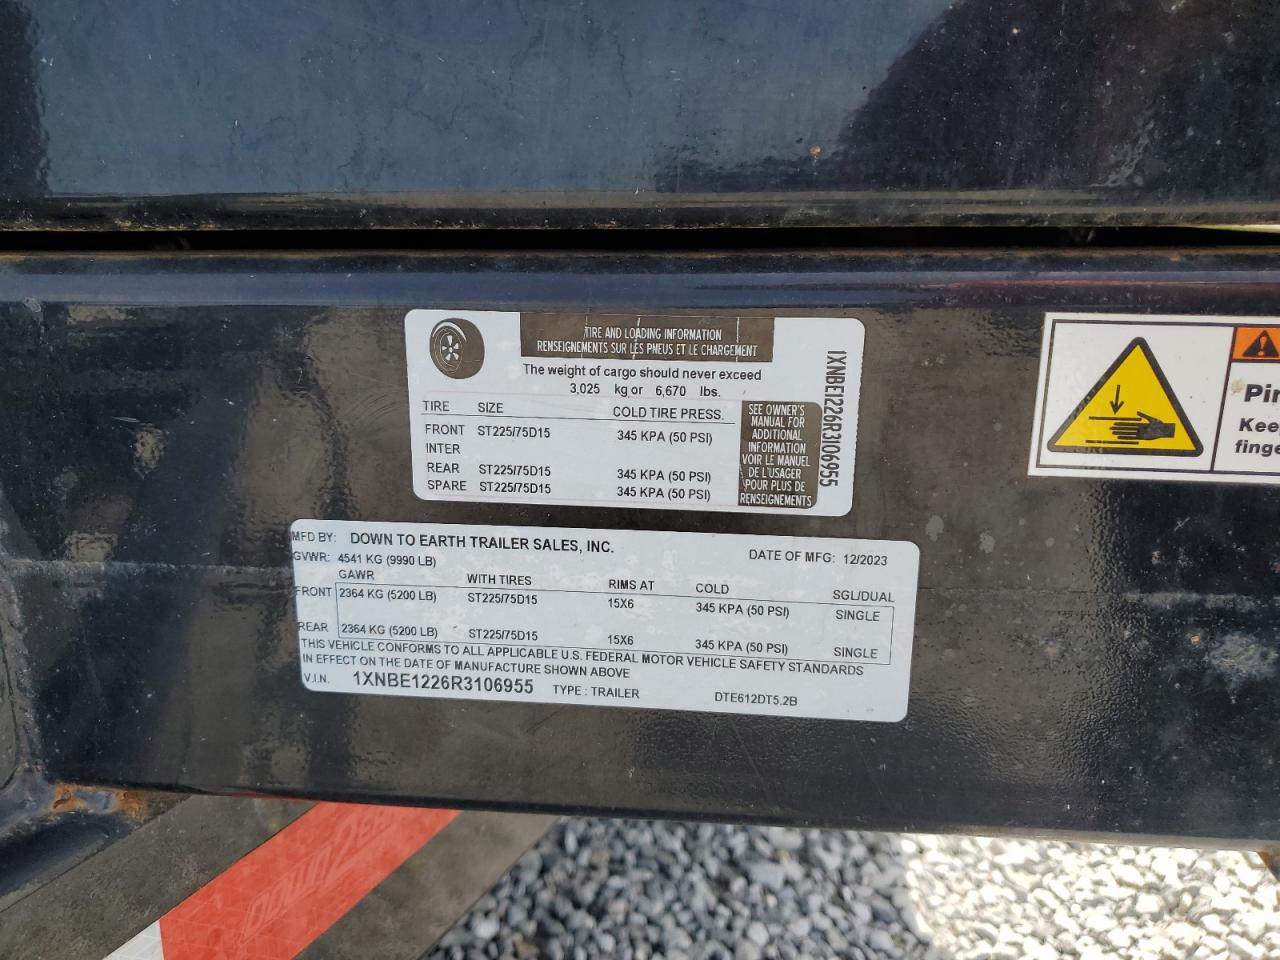 TIRE AND LOADING INFORMATION
RENSEIGNEMENTS SUR LES PNEUS ET LE CHARGEMENT
The weight of cargo should never exceed
3,025 kg or 6,670 lbs.
TIRE SIZE COLD TIRE PRESS.
FRONT ST225/75D15 345 KPA (50 PSI)
INTER
REAR ST225/75D15 345 KPA (50 PSI)
SPARE ST225/75D15 345 KPA (50 PSI)
SEE OWNER'S
MANUAL FOR
ADDITIONAL
INFORMATION
VOIR LE MANUEL
DE L'USAGER
POUR PLUS DE
RENSEIGNEMENTS
1XNBE1226R3106955
MFD BY: DOWN TO EARTH TRAILER SALES, INC. DATE OF MFG: 12/2023
GVWR: 4541 KG (9990 LB)
GAWR WITH TIRES RIMS AT COLD SGL/DUAL
FRONT 2364 KG (5200 LB) ST225/75D15 15X6 345 KPA (50 PSI) SINGLE
REAR 2364 KG (5200 LB) ST225/75D15 15X6 345 KPA (50 PSI) SINGLE
THIS VEHICLE CONFORMS TO ALL APPLICABLE U.S. FEDERAL MOTOR VEHICLE SAFETY STANDARDS
IN EFFECT ON THE DATE OF MANUFACTURE SHOWN ABOVE
V.I.N. 1XNBE1226R3106955 TYPE : TRAILER DTE612DT5.2B